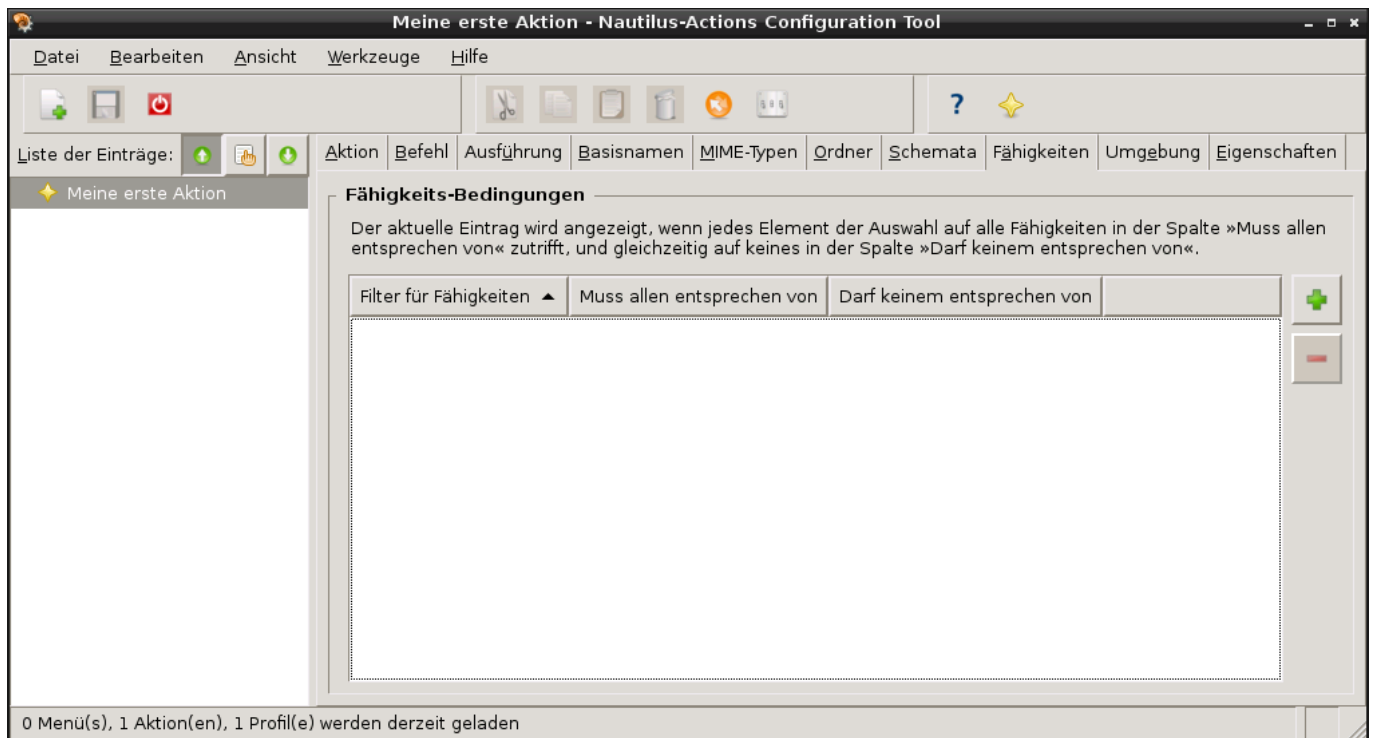 Meine erste Aktion - Nautilus-Actions Configuration Tool
Datei Bearbeiten Ansicht Werkzeuge Hilfe
Liste der Einträge: Aktion Befehl Ausführung Basisnamen MIME-Typen Ordner Schemata Fähigkeiten Umgebung Eigenschaften
Meine erste Aktion
Fähigkeits-Bedingungen
Der aktuelle Eintrag wird angezeigt, wenn jedes Element der Auswahl auf alle Fähigkeiten in der Spalte »Muss allen
entsprechen von« zutrifft, und gleichzeitig auf keines in der Spalte »Darf keinem entsprechen von«.
Filter für Fähigkeiten Muss allen entsprechen von Darf keinem entsprechen von
0 Menü(s), 1 Aktion(en), 1 Profil(e) werden derzeit geladen